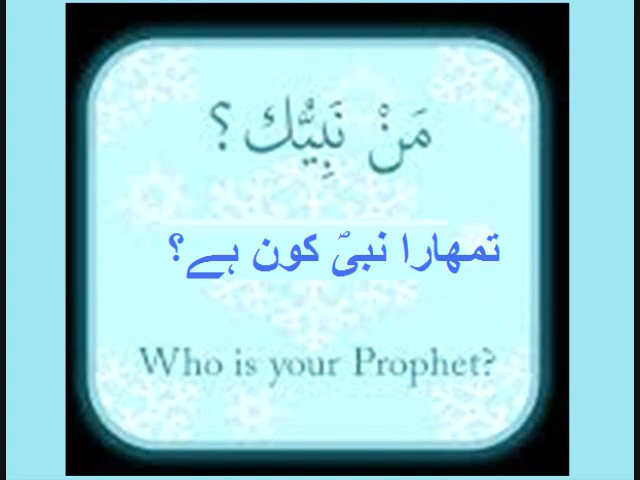 مَنْ نَبِيُّك؟
تمھارا نبیؐ کون ہے؟
Who is your Prophet?